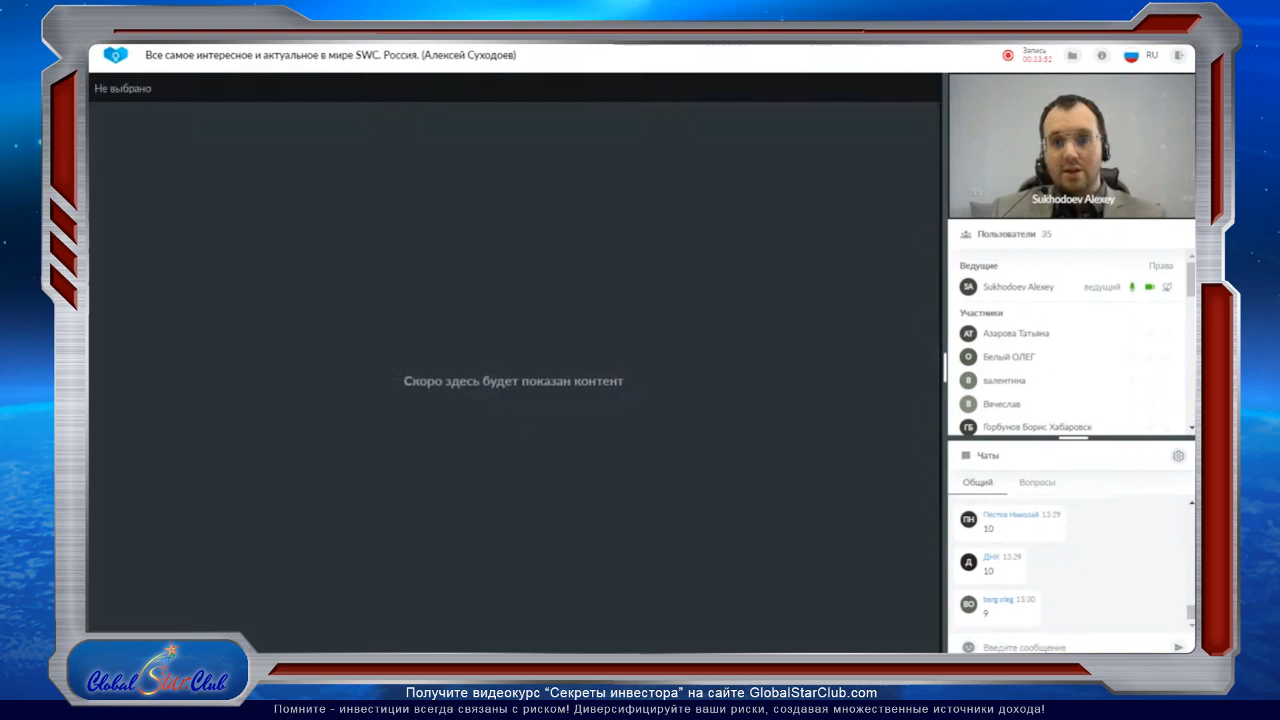 Все самое интересное и актуальное в мире SWC. Россия. (Алексей Суходоев)
Запись
00:23:52
RU
Не выбрано
Скоро здесь будет показан контент
Sukhodoev Alexey
Пользователи 35
Ведущие Права
SA Sukhodoev Alexey ведущий
Участники
АТ Азарова Татьяна
О Белый ОЛЕГ
В валентина
В Вячеслав
ГБ Горбунов Борис Хабаровск
Чаты
Общий Вопросы
ПН Пестов Николай 13:29
10
Д ДНК 13:29
10
BO berg oleg 13:30
9
Введите сообщение
Global Star Club
Получите видеокурс “Секреты инвестора” на сайте GlobalStarClub.com
Помните - инвестиции всегда связаны с риском! Диверсифицируйте ваши риски, создавая множественные источники дохода!